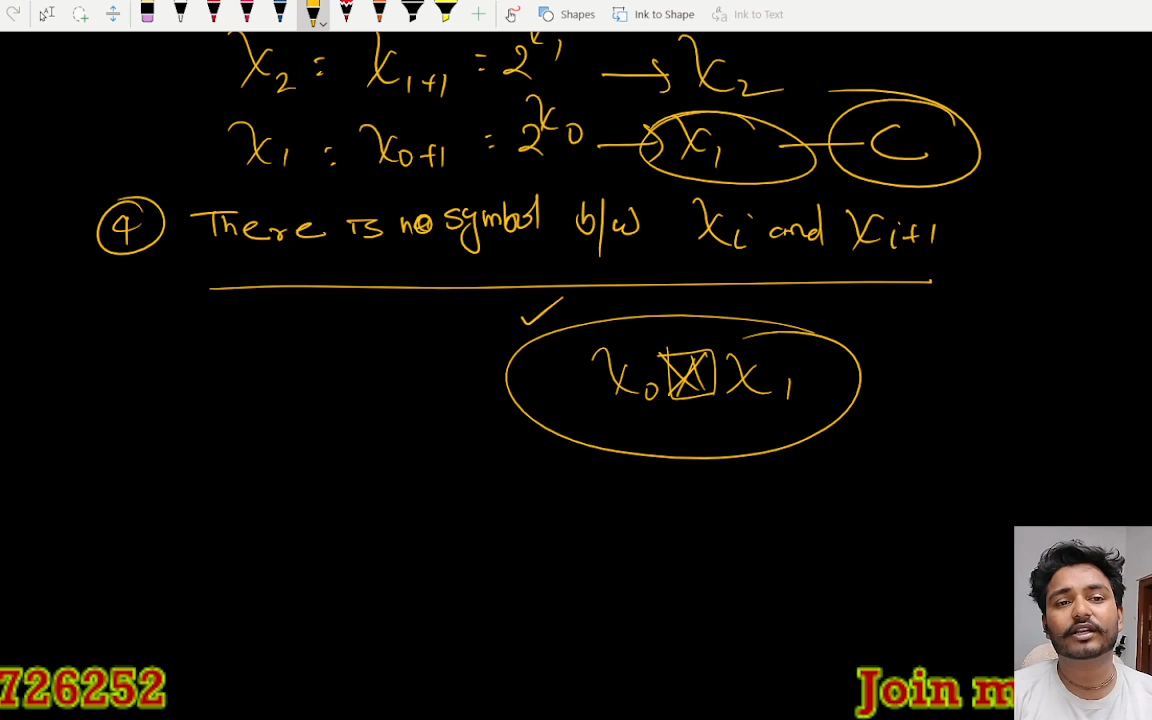 Shapes Ink to Shape Ink to Text
X₂ : X₁₊₁ : 2^X₁ → X₂
X₁ : X₀₊₁ : 2^X₀ → X₁ — C
④ There is no symbol b/w Xᵢ and Xᵢ₊₁
✓
X₀ ☒ X₁
726252 Join m